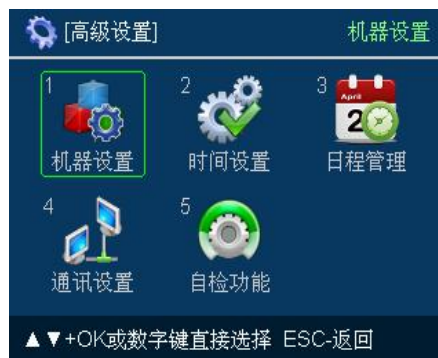 [高级设置] 机器设置
1 2 3
April
2
机器设置 时间设置 日程管理
4 5
通讯设置 自检功能
▲▼+OK或数字键直接选择 ESC-返回